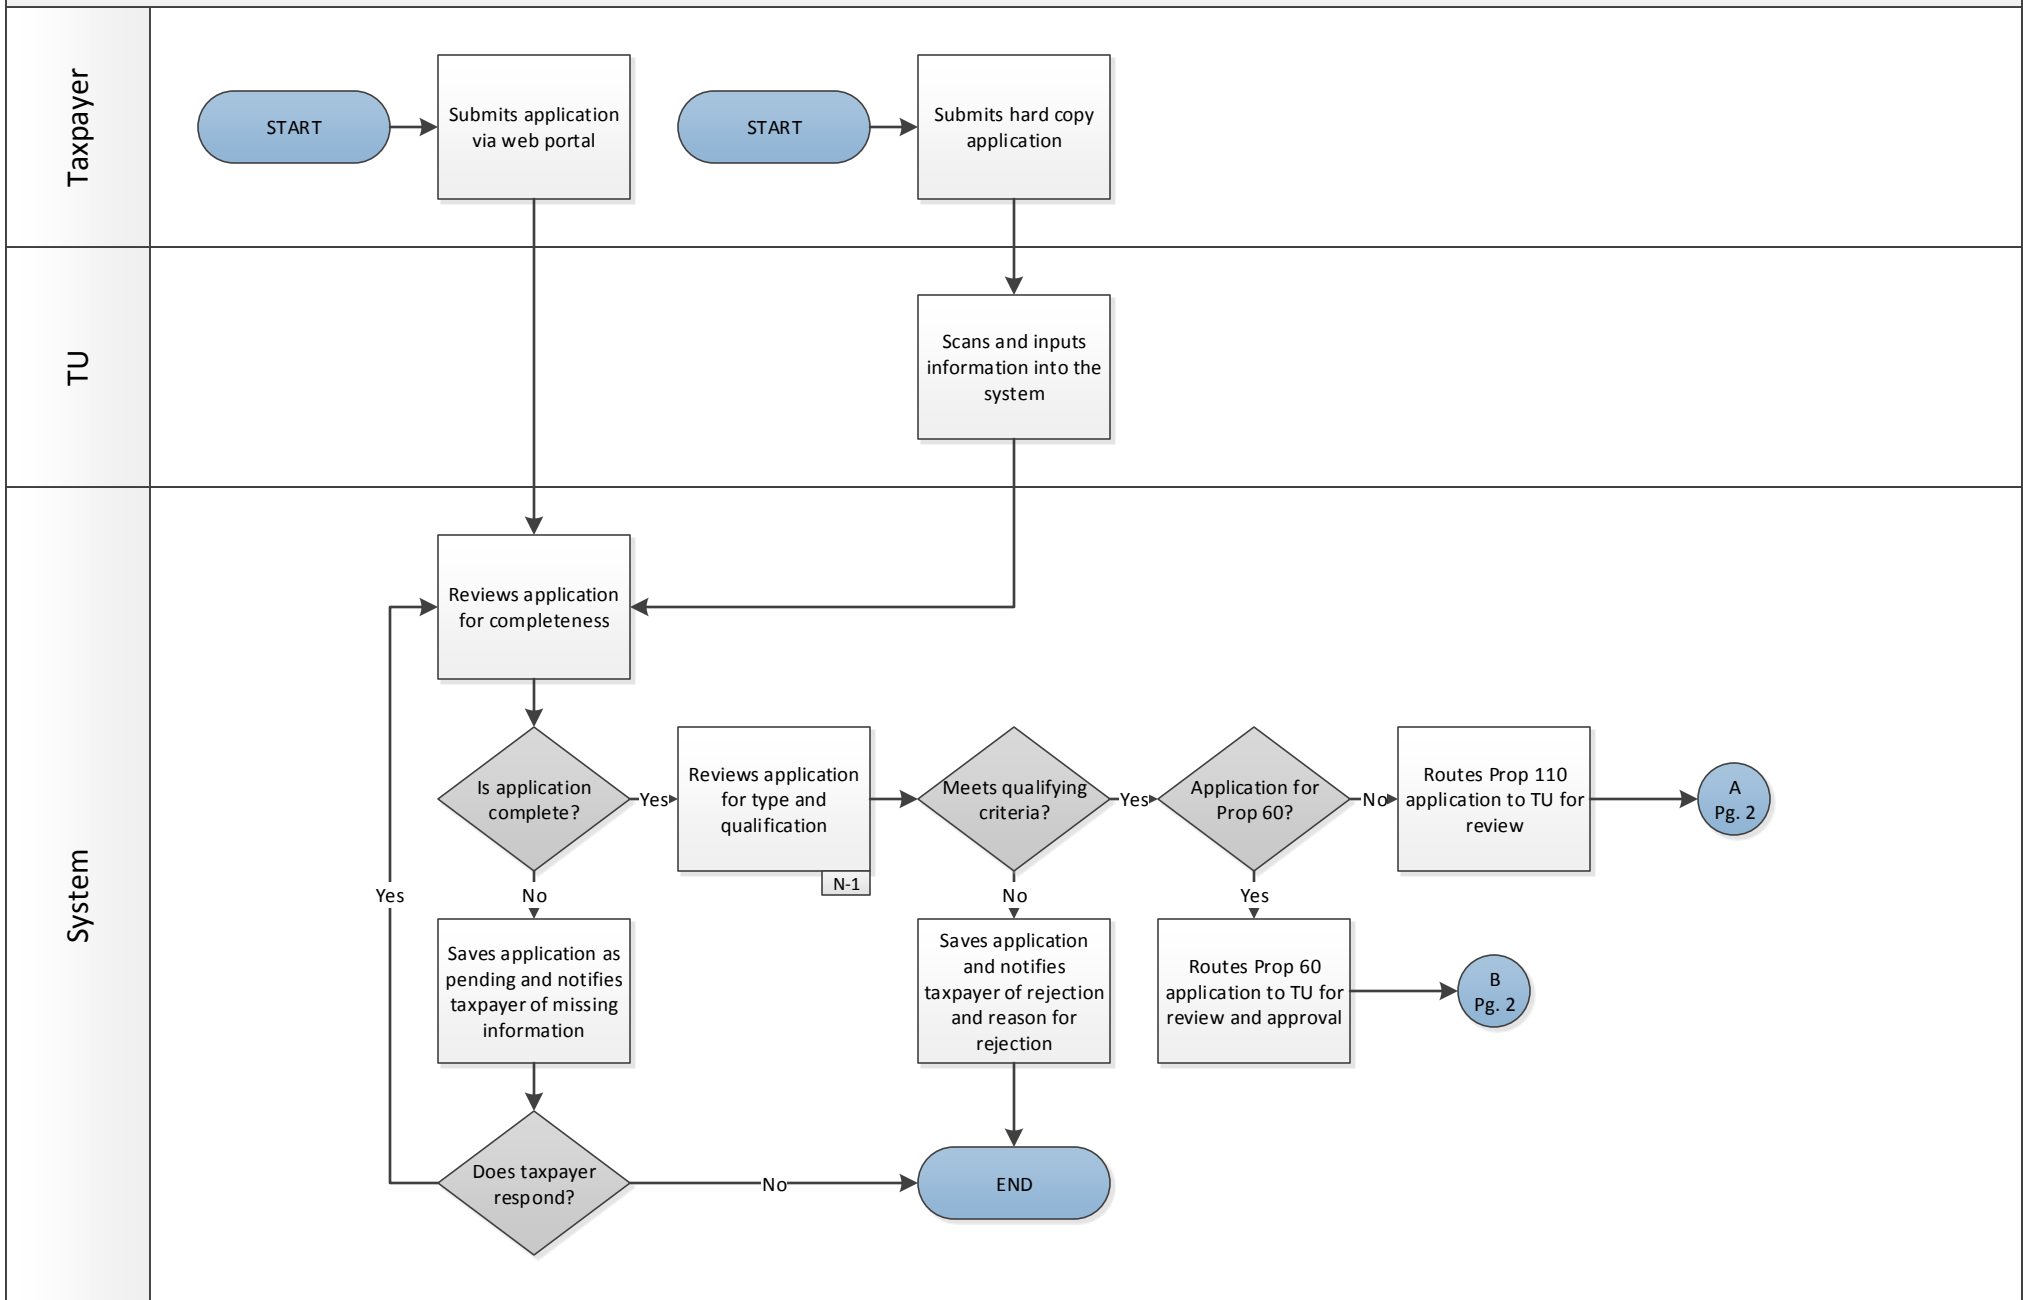 Taxpayer
START
Submits application
via web portal
START
Submits hard copy
application
TU
Scans and inputs
information into the
system
System
Reviews application
for completeness
Is application
complete?
Yes
Reviews application
for type and
qualification
N-1
Meets qualifying
criteria?
Yes
Application for
Prop 60?
No
Routes Prop 110
application to TU for
review
A
Pg. 2
Yes
No
No
Yes
Saves application as
pending and notifies
taxpayer of missing
information
Saves application
and notifies
taxpayer of rejection
and reason for
rejection
Routes Prop 60
application to TU for
review and approval
B
Pg. 2
Does taxpayer
respond?
No
END